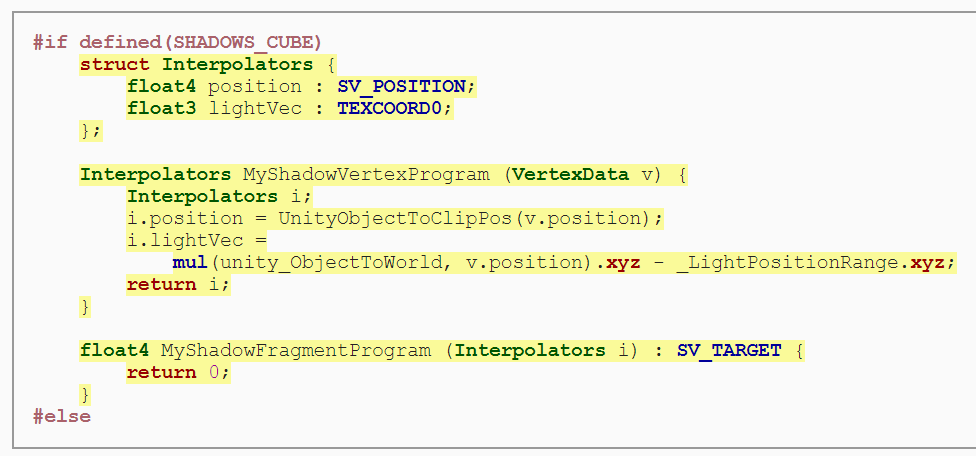 #if defined(SHADOWS_CUBE)
struct Interpolators {
float4 position : SV_POSITION;
float3 lightVec : TEXCOORD0;
};
Interpolators MyShadowVertexProgram (VertexData v) {
Interpolators i;
i.position = UnityObjectToClipPos(v.position);
i.lightVec =
mul(unity_ObjectToWorld, v.position).xyz - _LightPositionRange.xyz;
return i;
}
float4 MyShadowFragmentProgram (Interpolators i) : SV_TARGET {
return 0;
}
#else